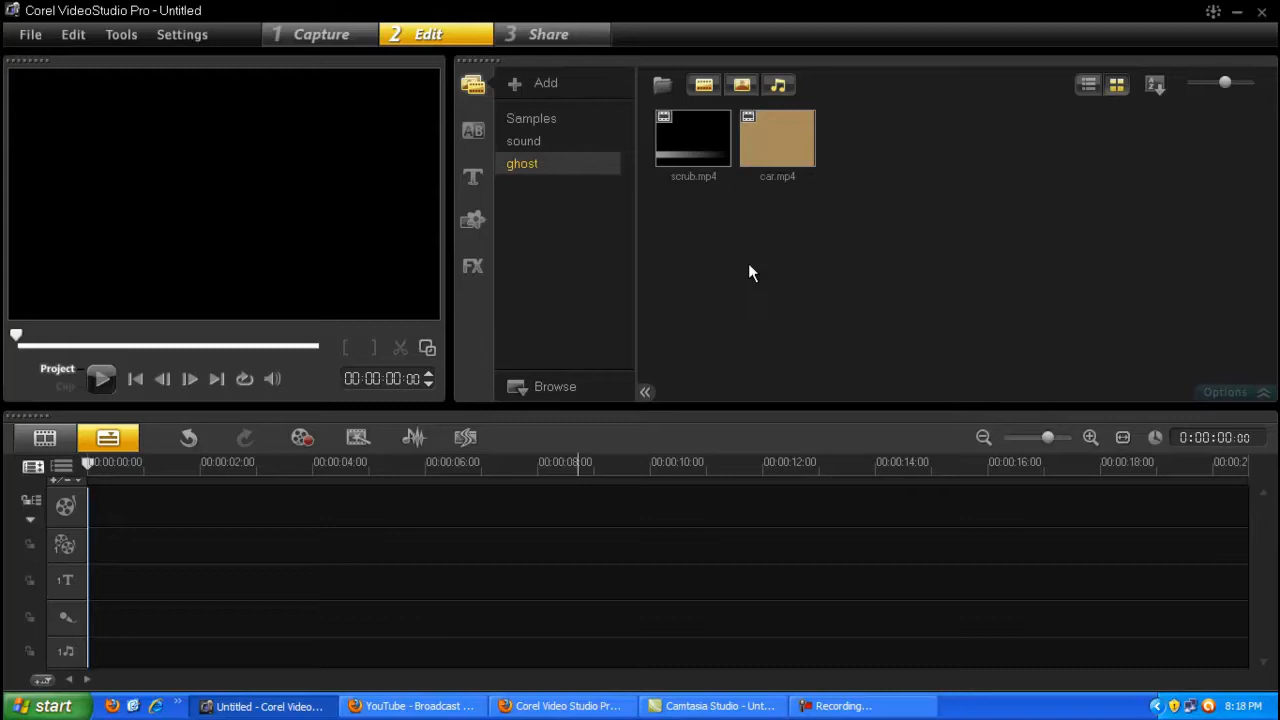 Corel VideoStudio Pro - Untitled
File Edit Tools Settings 1 Capture 2 Edit 3 Share
Add
Samples
sound
ghost
Browse
AB
T
FX
scrub.mp4 car.mp4
Options
Project
Clip
00:00:00:00
0:00:00:00
00:00:00:00 00:00:02:00 00:00:04:00 00:00:06:00 00:00:08:00 00:00:10:00 00:00:12:00 00:00:14:00 00:00:16:00 00:00:18:00 00:00:2
1T
1
start Untitled - Corel Video... YouTube - Broadcast ... Corel Video Studio Pr... Camtasia Studio - Unt... Recording... 8:18 PM